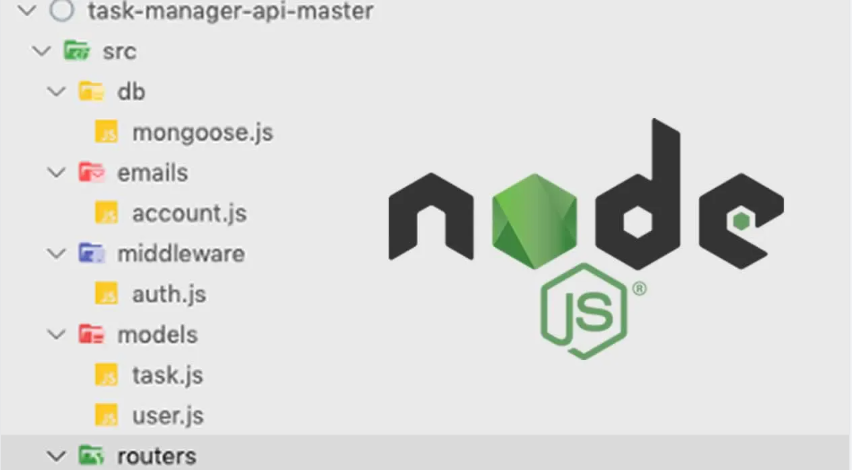 task-manager-api-master
src
db
mongoose.js
emails
account.js
middleware
auth.js
models
task.js
user.js
routers
node
JS®